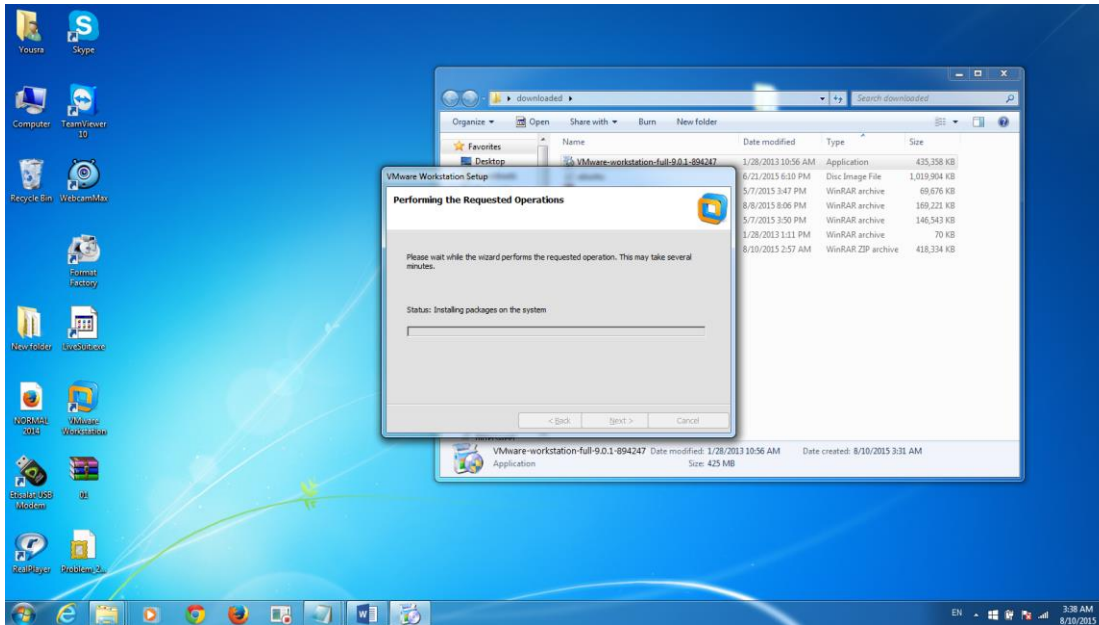 Yousra
Skype
Computer
TeamViewer
10
Recycle Bin
WebcamMax
Format
Factory
New folder
LiveSuit.exe
NORMAL
2014
VMware
Workstation
Etisalat USB
Modem
01
RealPlayer
Problem_2...
downloaded
Search downloaded
Organize
Open
Share with
Burn
New folder
Favorites
Desktop
Name
Date modified
Type
Size
VMware-workstation-full-9.0.1-894247
1/28/2013 10:56 AM
Application
435,358 KB
6/21/2015 6:10 PM
Disc Image File
1,019,904 KB
5/7/2015 3:47 PM
WinRAR archive
69,676 KB
8/8/2015 8:06 PM
WinRAR archive
169,221 KB
5/7/2015 3:50 PM
WinRAR archive
146,543 KB
1/28/2013 1:11 PM
WinRAR archive
70 KB
8/10/2015 2:57 AM
WinRAR ZIP archive
418,334 KB
VMware Workstation Setup
Performing the Requested Operations
Please wait while the wizard performs the requested operation. This may take several
minutes.
Status: Installing packages on the system
< Back
Next >
Cancel
VMware-workstation-full-9.0.1-894247 Date modified: 1/28/2013 10:56 AM
Date created: 8/10/2015 3:31 AM
Application
Size: 425 MB
EN
3:38 AM
8/10/2015